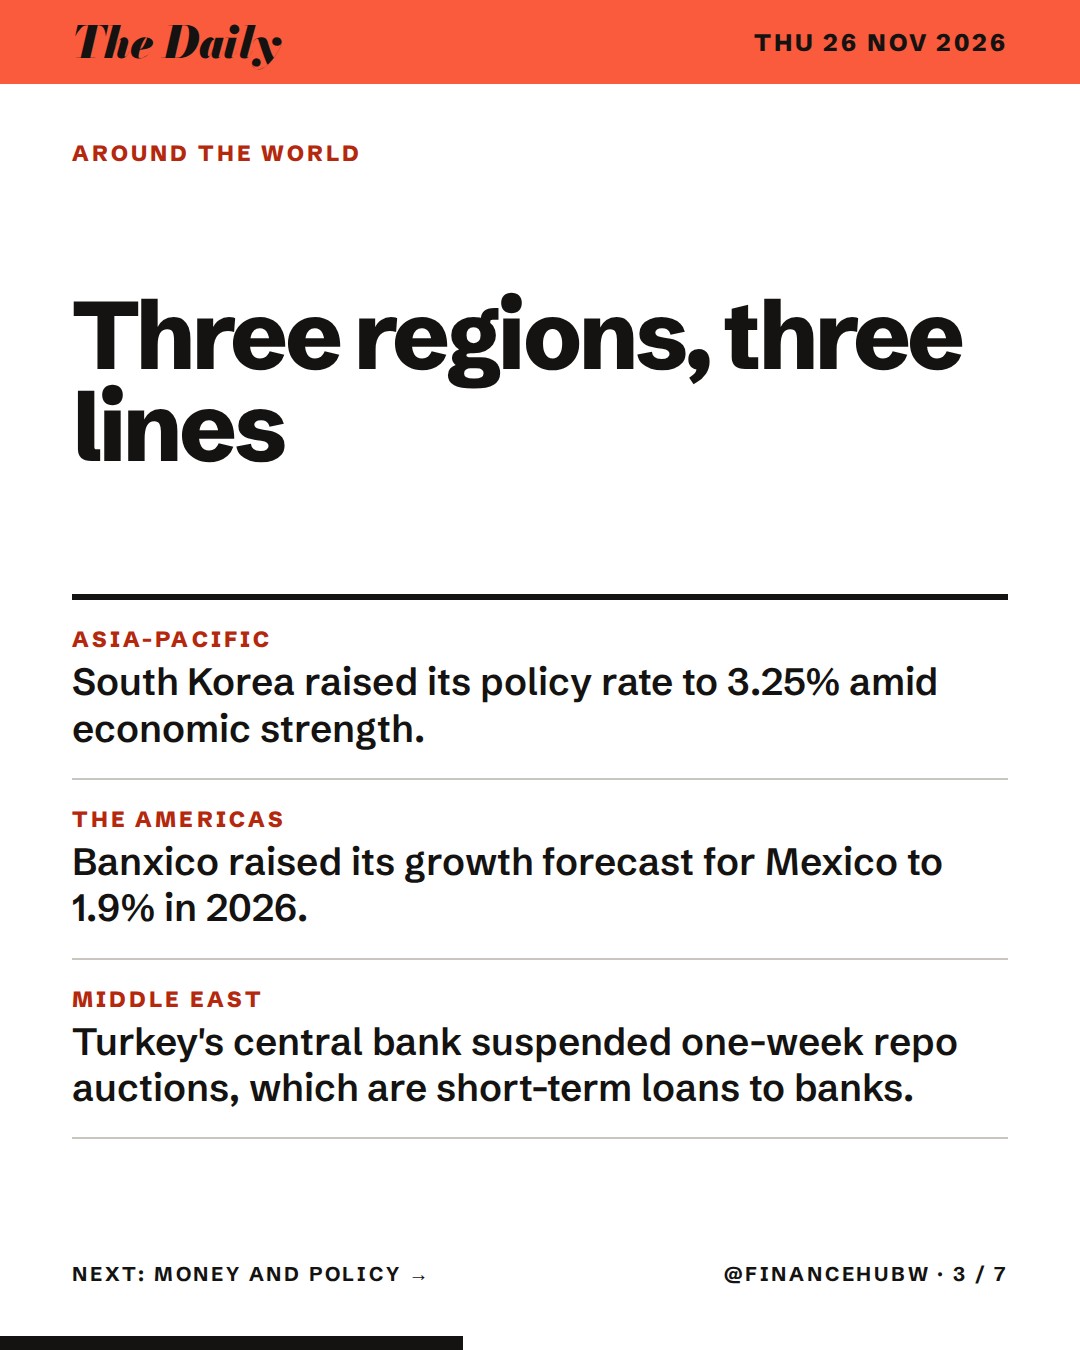 The Daily
THU 26 NOV 2026
AROUND THE WORLD
Three regions, three
lines
ASIA-PACIFIC
South Korea raised its policy rate to 3.25% amid
economic strength.
THE AMERICAS
Banxico raised its growth forecast for Mexico to
1.9% in 2026.
MIDDLE EAST
Turkey's central bank suspended one-week repo
auctions, which are short-term loans to banks.
NEXT: MONEY AND POLICY →
@FINANCEHUBW · 3 / 7